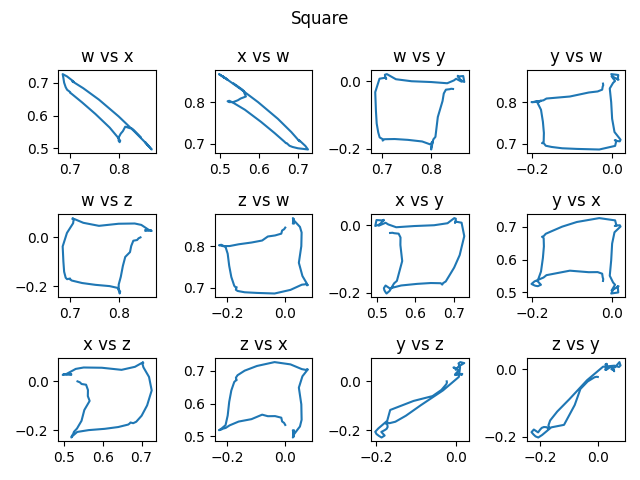 Square
w vs x
x vs w
w vs y
y vs w
0.7
0.6
0.5
0.7 0.8
0.8
0.7
0.5 0.6 0.7
0.0
−0.2
0.7 0.8
0.8
0.7
−0.2 0.0
w vs z
z vs w
x vs y
y vs x
0.0
−0.2
0.7 0.8
0.8
0.7
−0.2 0.0
0.0
−0.2
0.5 0.6 0.7
0.7
0.6
0.5
−0.2 0.0
x vs z
z vs x
y vs z
z vs y
0.0
−0.2
0.5 0.6 0.7
0.7
0.6
0.5
−0.2 0.0
0.0
−0.2
−0.2 0.0
0.0
−0.2
−0.2 0.0